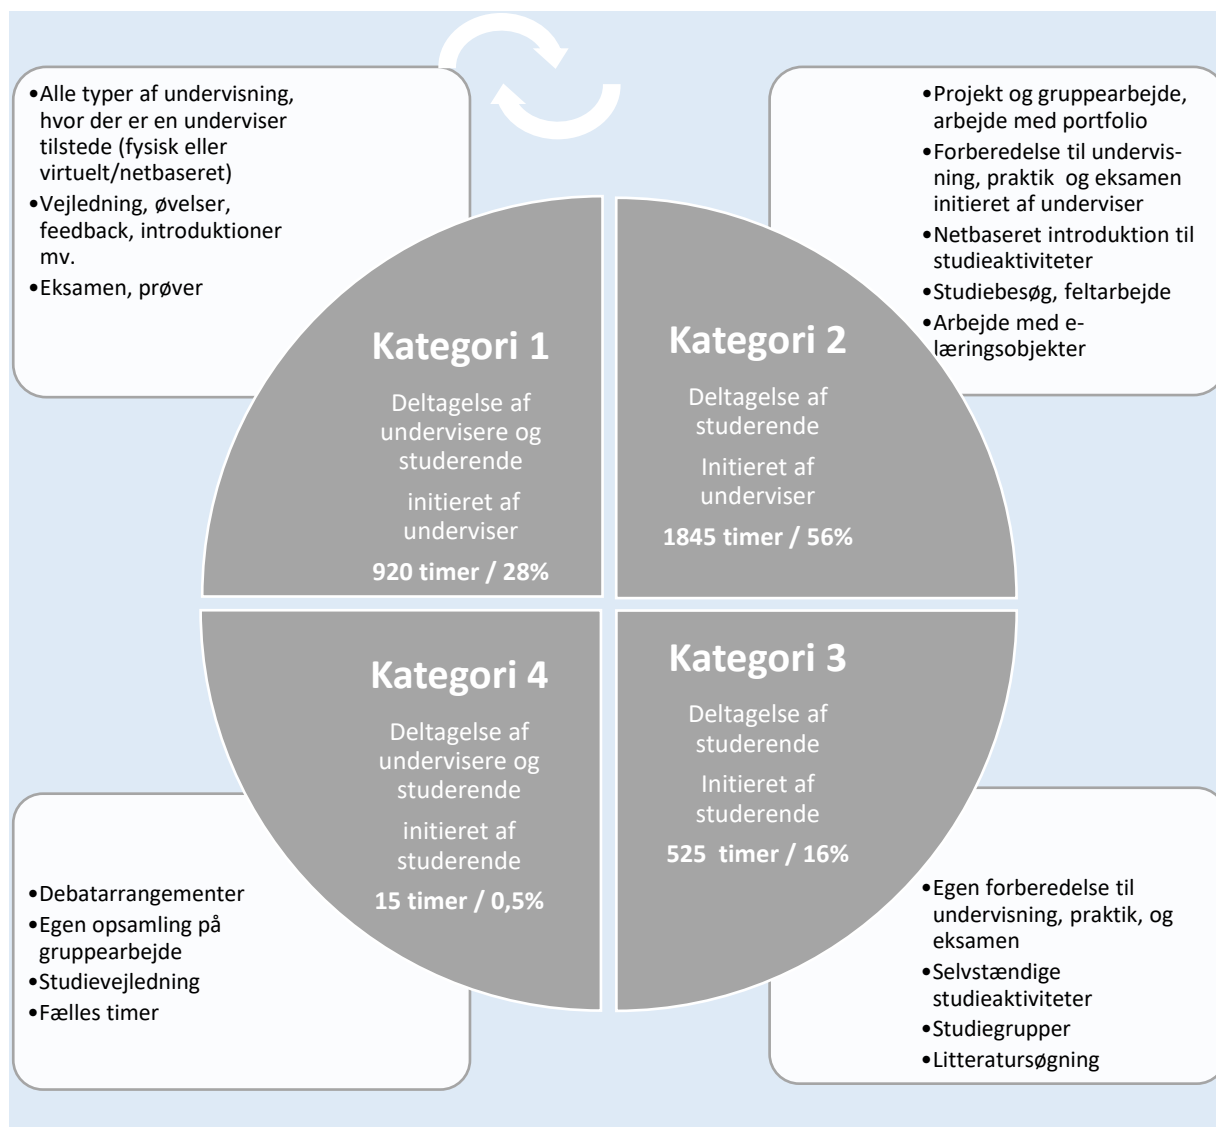 •Alle typer af undervisning,
hvor der er en underviser
tilstede (fysisk eller
virtuelt/netbaseret)
•Vejledning, øvelser,
feedback, introduktioner
mv.
•Eksamen, prøver
•Projekt og gruppearbejde,
arbejde med portfolio
•Forberedelse til undervis-
ning, praktik og eksamen
initieret af underviser
•Netbaseret introduktion til
studieaktiviteter
•Studiebesøg, feltarbejde
•Arbejde med e-
læringsobjekter
Kategori 1
Deltagelse af
undervisere og
studerende
initieret af
underviser
920 timer / 28%
Kategori 2
Deltagelse af
studerende
Initieret af
underviser
1845 timer / 56%
Kategori 4
Deltagelse af
undervisere og
studerende
initieret af
studerende
15 timer / 0,5%
Kategori 3
Deltagelse af
studerende
Initieret af
studerende
525 timer / 16%
•Debatarrangementer
•Egen opsamling på
gruppearbejde
•Studievejledning
•Fælles timer
•Egen forberedelse til
undervisning, praktik, og
eksamen
•Selvstændige
studieaktiviteter
•Studiegrupper
•Litteratursøgning